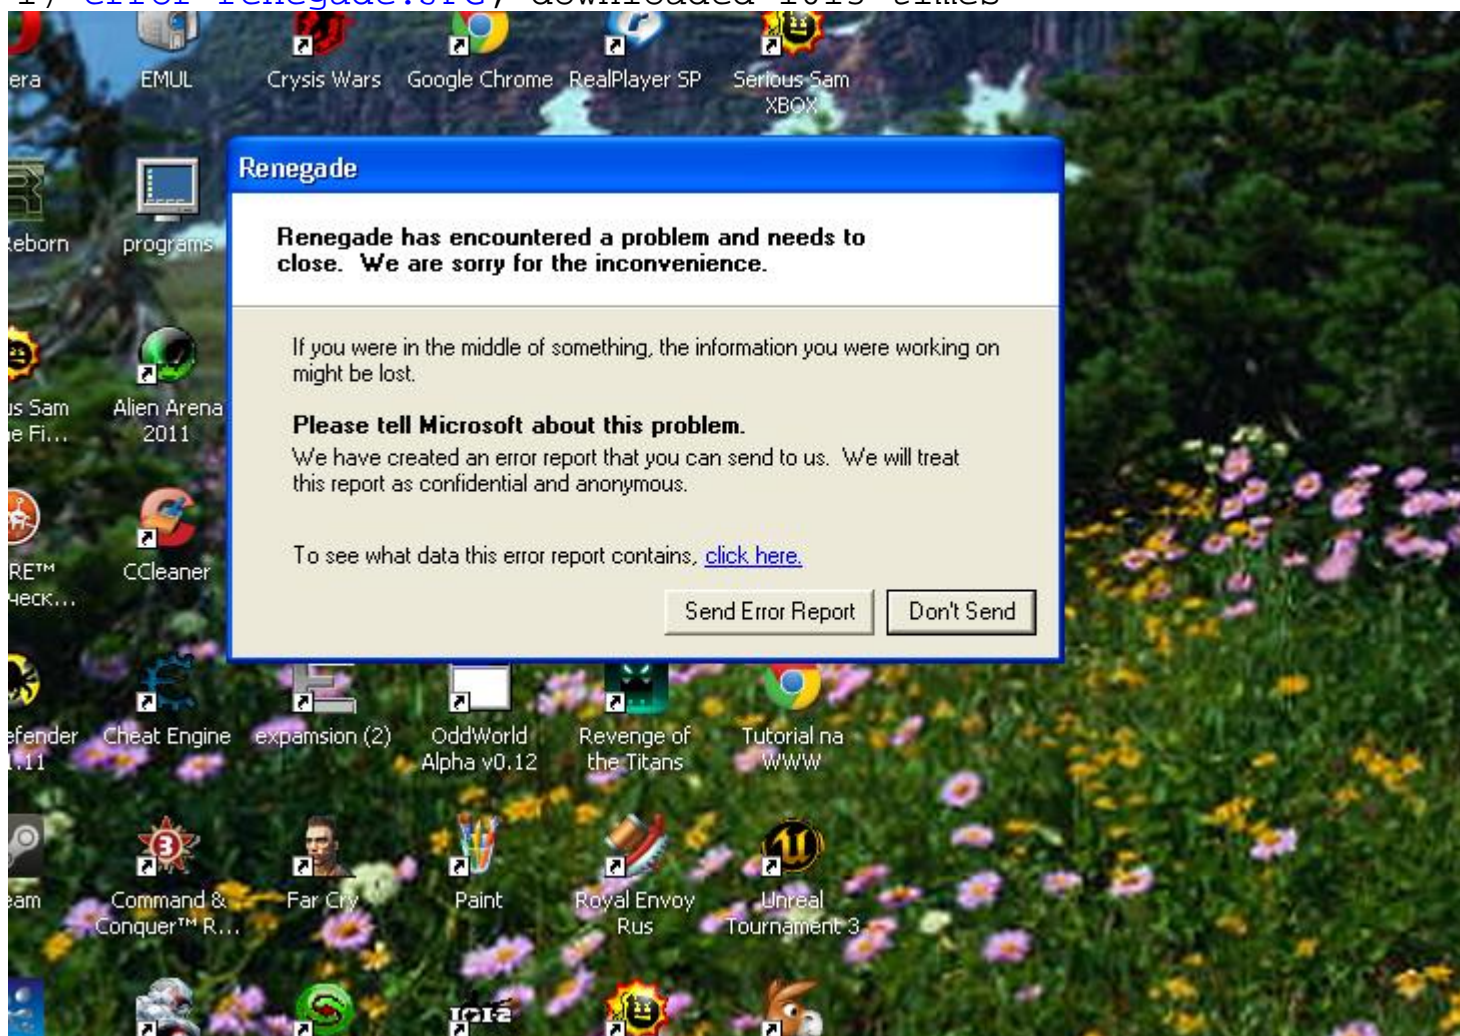 era
EMUL
Crysis Wars
Google Chrome
RealPlayer SP
Serious Sam
XBOX
Renegade
Renegade has encountered a problem and needs to
close. We are sorry for the inconvenience.
eborn
programs
If you were in the middle of something, the information you were working on
might be lost.
us Sam
e Fi...
Alien Arena
2011
Please tell Microsoft about this problem.
We have created an error report that you can send to us. We will treat
this report as confidential and anonymous.
RE™
ческ...
CCleaner
To see what data this error report contains, click here.
Send Error Report
Don't Send
efender
1.11
Cheat Engine
expamsion (2)
OddWorld
Alpha v0.12
Revenge of
the Titans
Tutorial na
WWW
eam
Command &
Conquer™ R...
Far Cry
Paint
Royal Envoy
Rus
Unreal
Tournament 3